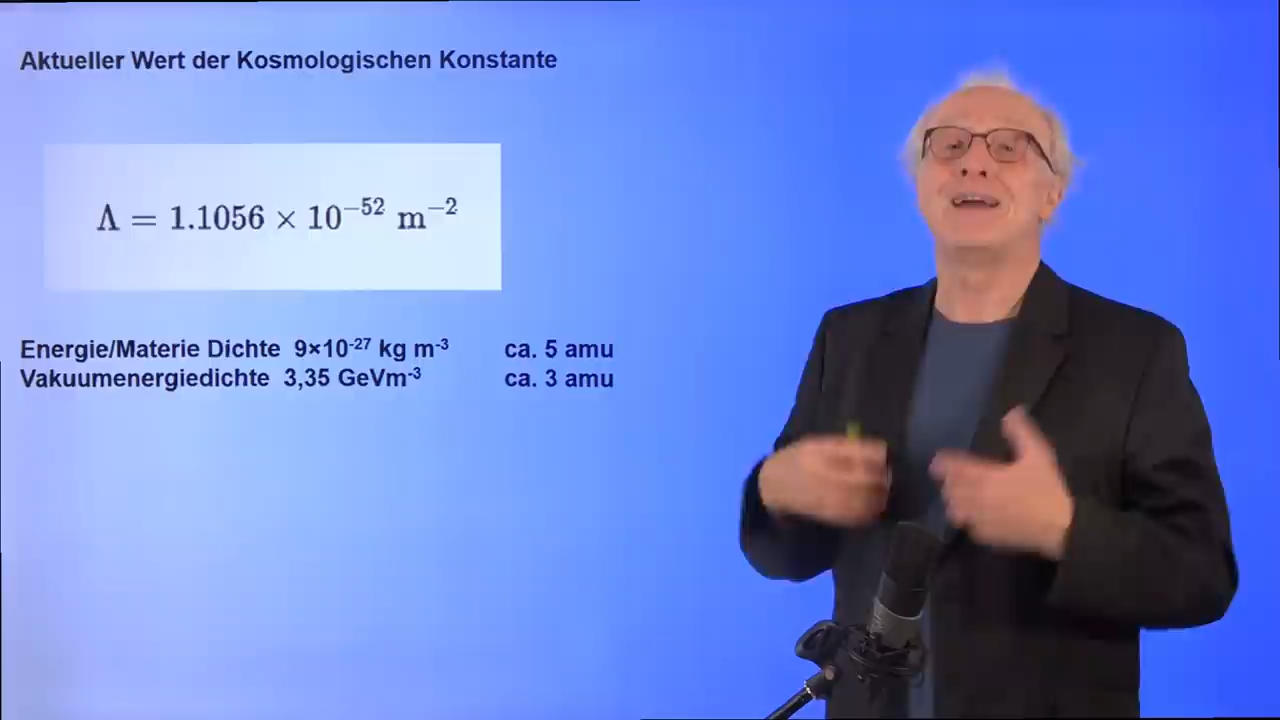 Aktueller Wert der Kosmologischen Konstante
Λ = 1.1056 × 10⁻⁵² m⁻²
Energie/Materie Dichte 9×10⁻²⁷ kg m⁻³ ca. 5 amu
Vakuumenergiedichte 3,35 GeVm⁻³ ca. 3 amu